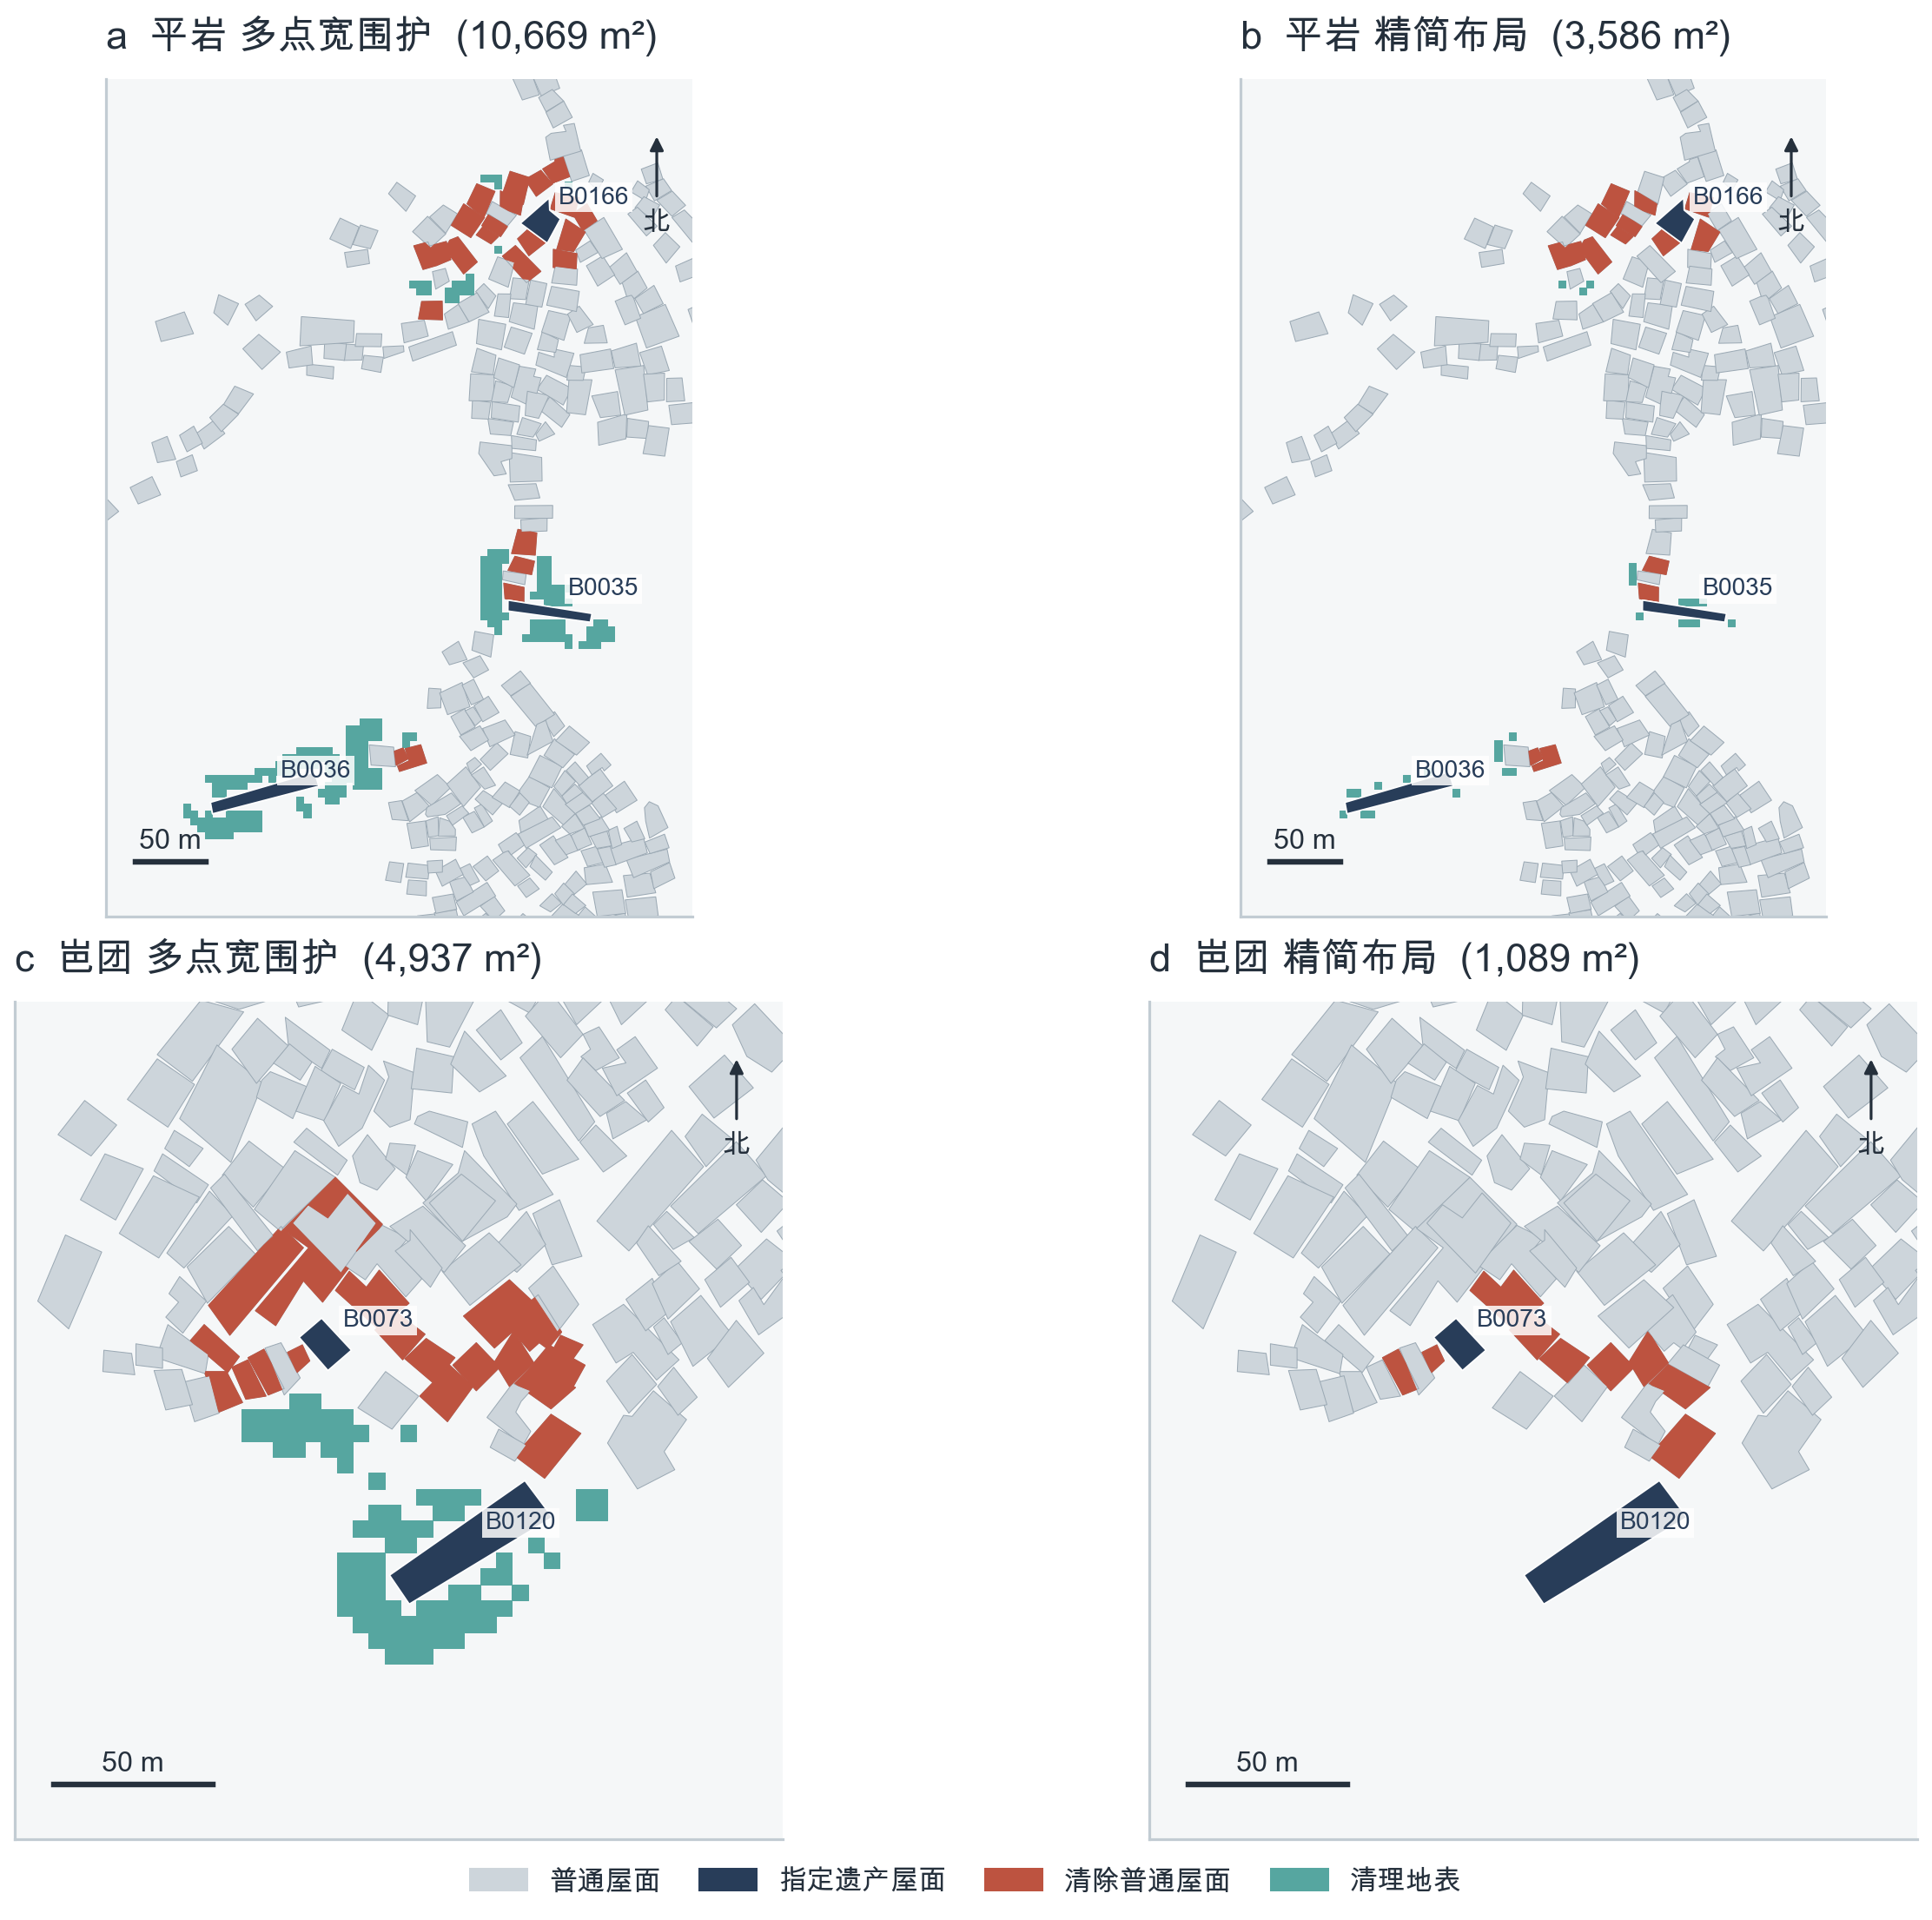 a 平岩 多点宽围护 (10,669 m²)
B0166
北
B0035
B0036
50 m
b 平岩 精简布局 (3,586 m²)
B0166
北
B0035
B0036
50 m
c 岜团 多点宽围护 (4,937 m²)
北
B0073
B0120
50 m
d 岜团 精简布局 (1,089 m²)
北
B0073
B0120
50 m
普通屋面
指定遗产屋面
清除普通屋面
清理地表